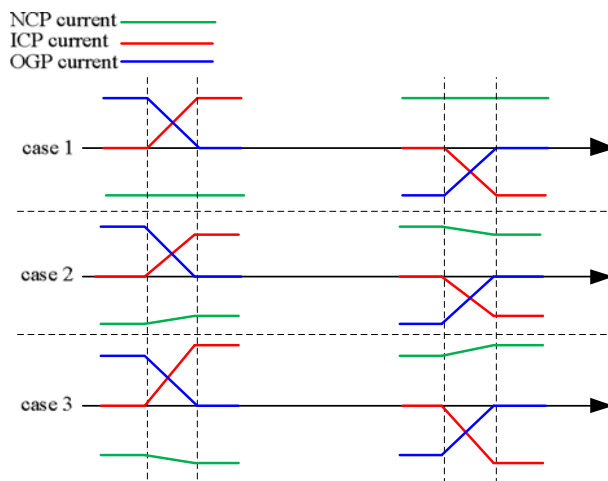 NCP current
ICP current
OGP current
case 1
case 2
case 3